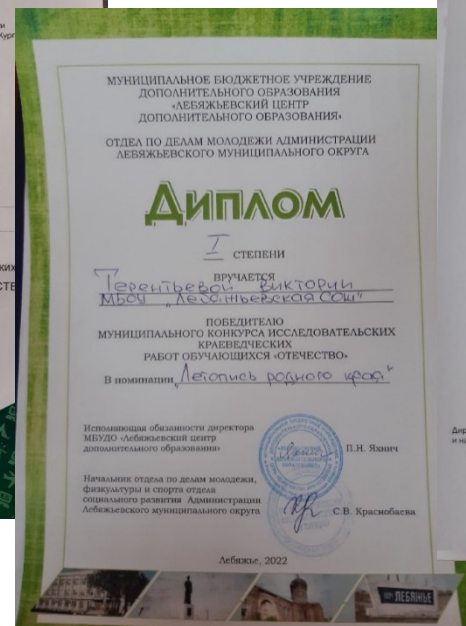 МУНИЦИПАЛЬНОЕ БЮДЖЕТНОЕ УЧРЕЖДЕНИЕ
ДОПОЛНИТЕЛЬНОГО ОБРАЗОВАНИЯ
«ЛЕБЯЖЬЕВСКИЙ ЦЕНТР
ДОПОЛНИТЕЛЬНОГО ОБРАЗОВАНИЯ»
ОТДЕЛ ПО ДЕЛАМ МОЛОДЕЖИ АДМИНИСТРАЦИИ
ЛЕБЯЖЬЕВСКОГО МУНИЦИПАЛЬНОГО ОКРУГА
ДИПЛОМ
I СТЕПЕНИ
ВРУЧАЕТСЯ
Терентьевой Виктории
МБОУ „Лебяжьевская СОШ"
ПОБЕДИТЕЛЮ
МУНИЦИПАЛЬНОГО КОНКУРСА ИССЛЕДОВАТЕЛЬСКИХ
КРАЕВЕДЧЕСКИХ
РАБОТ ОБУЧАЮЩИХСЯ «ОТЕЧЕСТВО»
В номинации „Летопись родного края"
Исполняющая обязанности директора
МБУДО «Лебяжьевский центр
дополнительного образования»
П.Н. Яхнич
Начальник отдела по делам молодежи,
физкультуры и спорта отдела
социального развития Администрации
Лебяжьевского муниципального округа
С.В. Краснобаева
Лебяжье, 2022
ЛЕБЯЖЬЕ